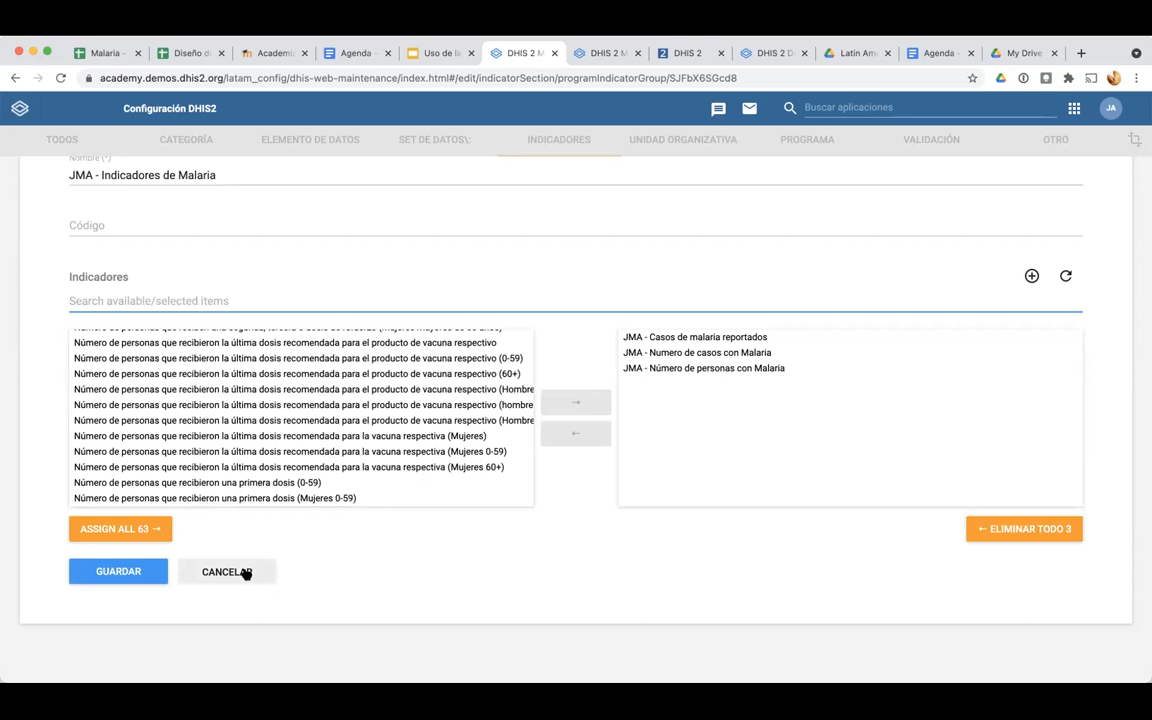 Malaria -
Diseño de
Academia
Agenda -
Uso de la
DHIS 2 M
DHIS 2 M
DHIS 2
DHIS 2 D
Latin Ame
Agenda -
My Drive
academy.demos.dhis2.org/latam_config/dhis-web-maintenance/index.html#/edit/indicatorSection/programIndicatorGroup/SJFbX6SGcd8
Configuración DHIS2
Buscar aplicaciones
JA
TODOS
CATEGORÍA
ELEMENTO DE DATOS
SET DE DATOS\;
INDICADORES
UNIDAD ORGANIZATIVA
PROGRAMA
VALIDACIÓN
OTRO
Nombre (*)
JMA - Indicadores de Malaria
Código
Indicadores
Search available/selected items
Número de personas que recibieron la última dosis recomendada para el producto de vacuna respectivo
Número de personas que recibieron la última dosis recomendada para el producto de vacuna respectivo (0-59)
Número de personas que recibieron la última dosis recomendada para el producto de vacuna respectivo (60+)
Número de personas que recibieron la última dosis recomendada para el producto de vacuna respectivo (Hombre
Número de personas que recibieron la última dosis recomendada para el producto de vacuna respectivo (hombre
Número de personas que recibieron la última dosis recomendada para el producto de vacuna respectivo (Hombre
Número de personas que recibieron la última dosis recomendada para la vacuna respectiva (Mujeres)
Número de personas que recibieron la última dosis recomendada para la vacuna respectiva (Mujeres 0-59)
Número de personas que recibieron la última dosis recomendada para la vacuna respectiva (Mujeres 60+)
Número de personas que recibieron una primera dosis (0-59)
Número de personas que recibieron una primera dosis (Mujeres 0-59)
JMA - Casos de malaria reportados
JMA - Numero de casos con Malaria
JMA - Número de personas con Malaria
→
←
ASSIGN ALL 63 →
← ELIMINAR TODO 3
GUARDAR
CANCELAR